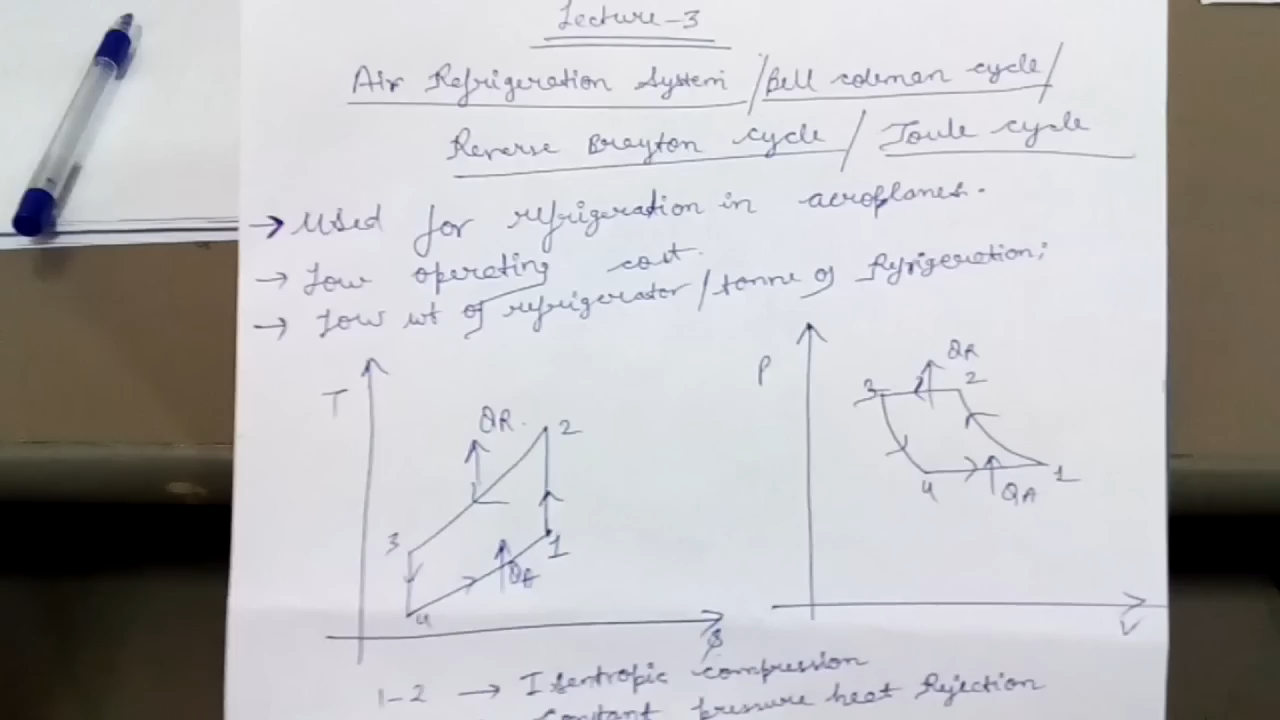 Lecture-3
Air Refrigeration System / Bell coleman cycle /
Reverse Brayton cycle / Joule cycle
→ Used for refrigeration in aeroplanes.
→ Low operating cost.
→ Low wt of refrigerator / tonne of Refrigeration;
T
QR
2
3
1
4
S
P
QR
3
2
4
QA
1
V
1-2 → Isentropic compression
Constant pressure heat Rejection